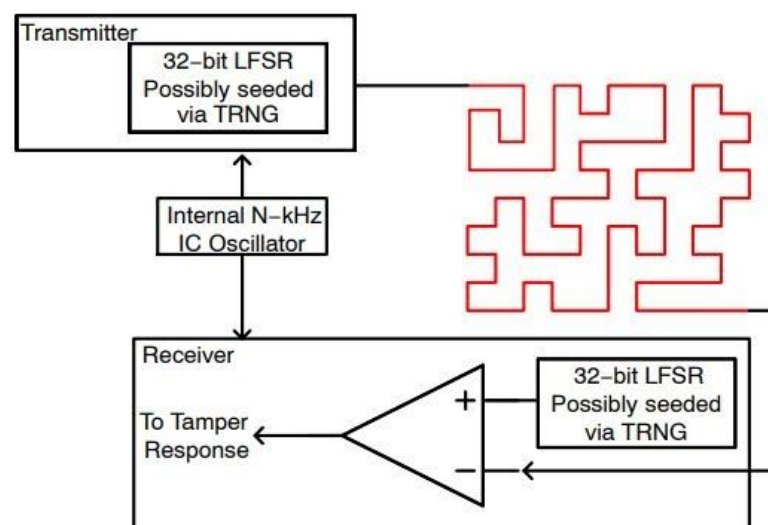 Transmitter
32−bit LFSR
Possibly seeded
via TRNG
Internal N−kHz
IC Oscillator
Receiver
32−bit LFSR
Possibly seeded
via TRNG
+
−
To Tamper
Response